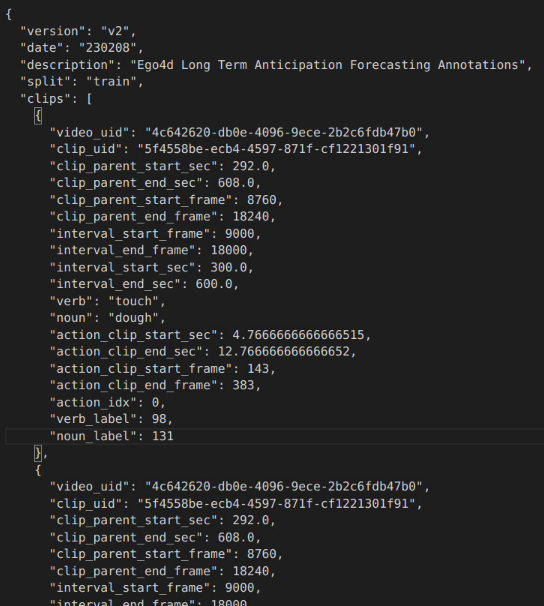 {
"version": "v2",
"date": "230208",
"description": "Ego4d Long Term Anticipation Forecasting Annotations",
"split": "train",
"clips": [
{
"video_uid": "4c642620-db0e-4096-9ece-2b2c6fdb47b0",
"clip_uid": "5f4558be-ecb4-4597-871f-cf1221301f91",
"clip_parent_start_sec": 292.0,
"clip_parent_end_sec": 608.0,
"clip_parent_start_frame": 8760,
"clip_parent_end_frame": 18240,
"interval_start_frame": 9000,
"interval_end_frame": 18000,
"interval_start_sec": 300.0,
"interval_end_sec": 600.0,
"verb": "touch",
"noun": "dough",
"action_clip_start_sec": 4.7666666666666515,
"action_clip_end_sec": 12.766666666666652,
"action_clip_start_frame": 143,
"action_clip_end_frame": 383,
"action_idx": 0,
"verb_label": 98,
"noun_label": 131
},
{
"video_uid": "4c642620-db0e-4096-9ece-2b2c6fdb47b0",
"clip_uid": "5f4558be-ecb4-4597-871f-cf1221301f91",
"clip_parent_start_sec": 292.0,
"clip_parent_end_sec": 608.0,
"clip_parent_start_frame": 8760,
"clip_parent_end_frame": 18240,
"interval_start_frame": 9000,
"interval_end_frame": 18000